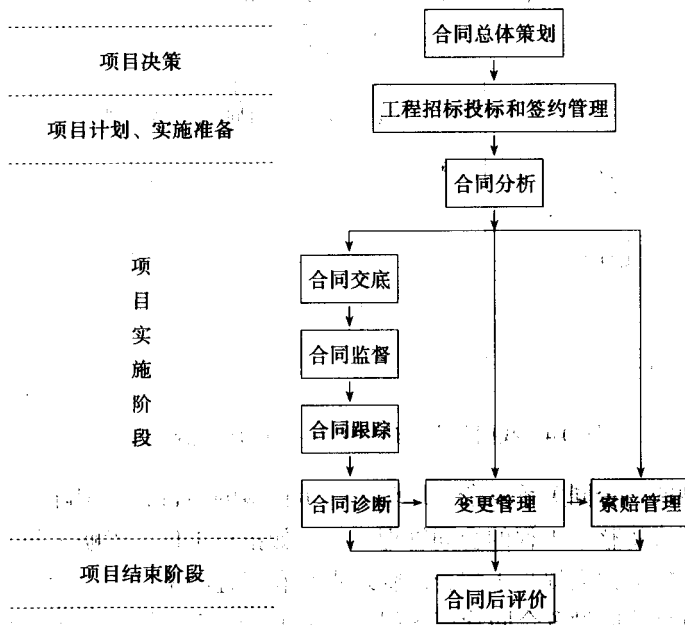 合同总体策划
项目决策
工程招标投标和签约管理
项目计划、实施准备
合同分析
项目实施阶段
合同交底
合同监督
合同跟踪
合同诊断
变更管理
索赔管理
项目结束阶段
合同后评价